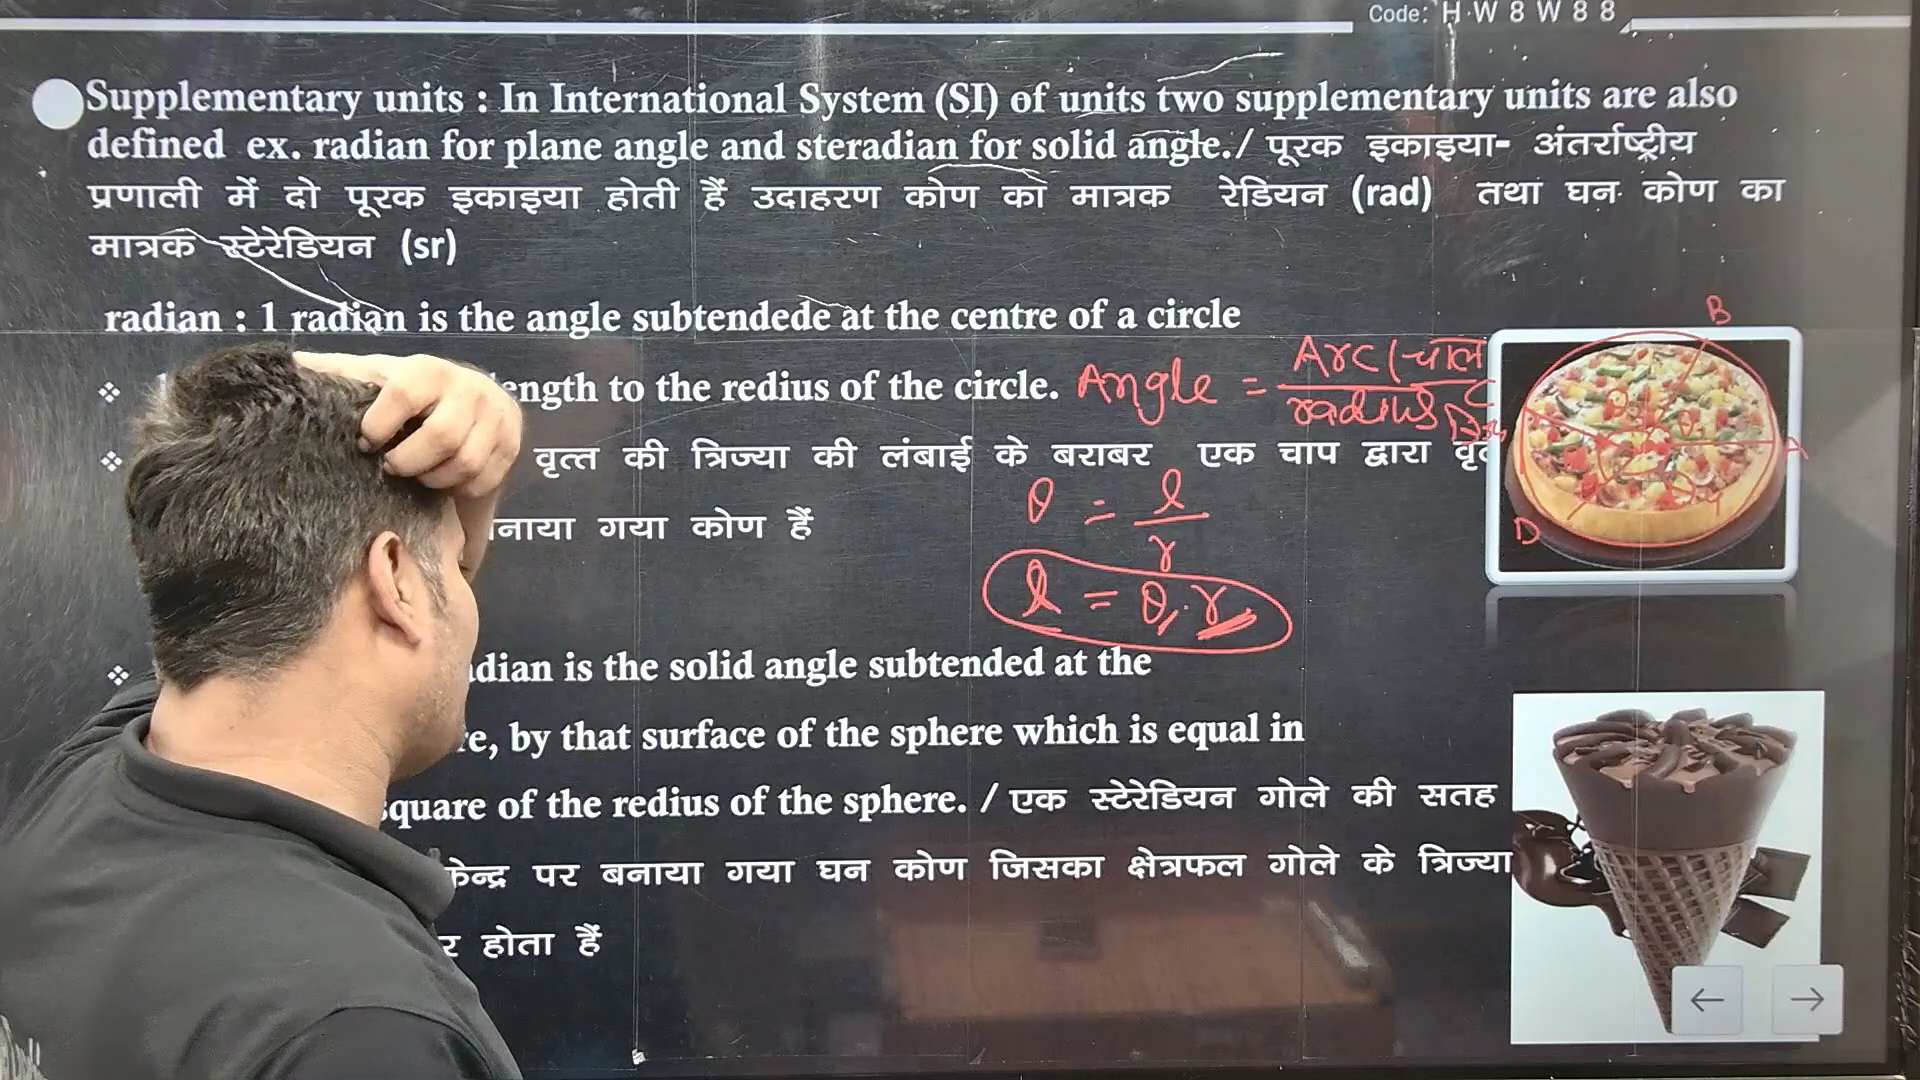 Code: H W 8 W 8 8
Supplementary units : In International System (SI) of units two supplementary units are also
defined ex. radian for plane angle and steradian for solid angle./ पूरक इकाइया- अंतर्राष्ट्रीय
प्रणाली में दो पूरक इकाइया होती हैं उदाहरण कोण का मात्रक रेडियन (rad) तथा घन कोण का
मात्रक स्टेरेडियन (sr)
radian : 1 radian is the angle subtendede at the centre of a circle
to the redius of the circle. Angle = Arc (चाप / radius
वृत्त की त्रिज्या की लंबाई के बराबर एक चाप द्वारा
गया कोण हैं
θ = l / r
l = θ . r
B
A
D
is the solid angle subtended at the
by that surface of the sphere which is equal in
square of the redius of the sphere. / एक स्टेरेडियन गोले की सतह
केन्द्र पर बनाया गया घन कोण जिसका क्षेत्रफल गोले के त्रिज्या
होता हैं